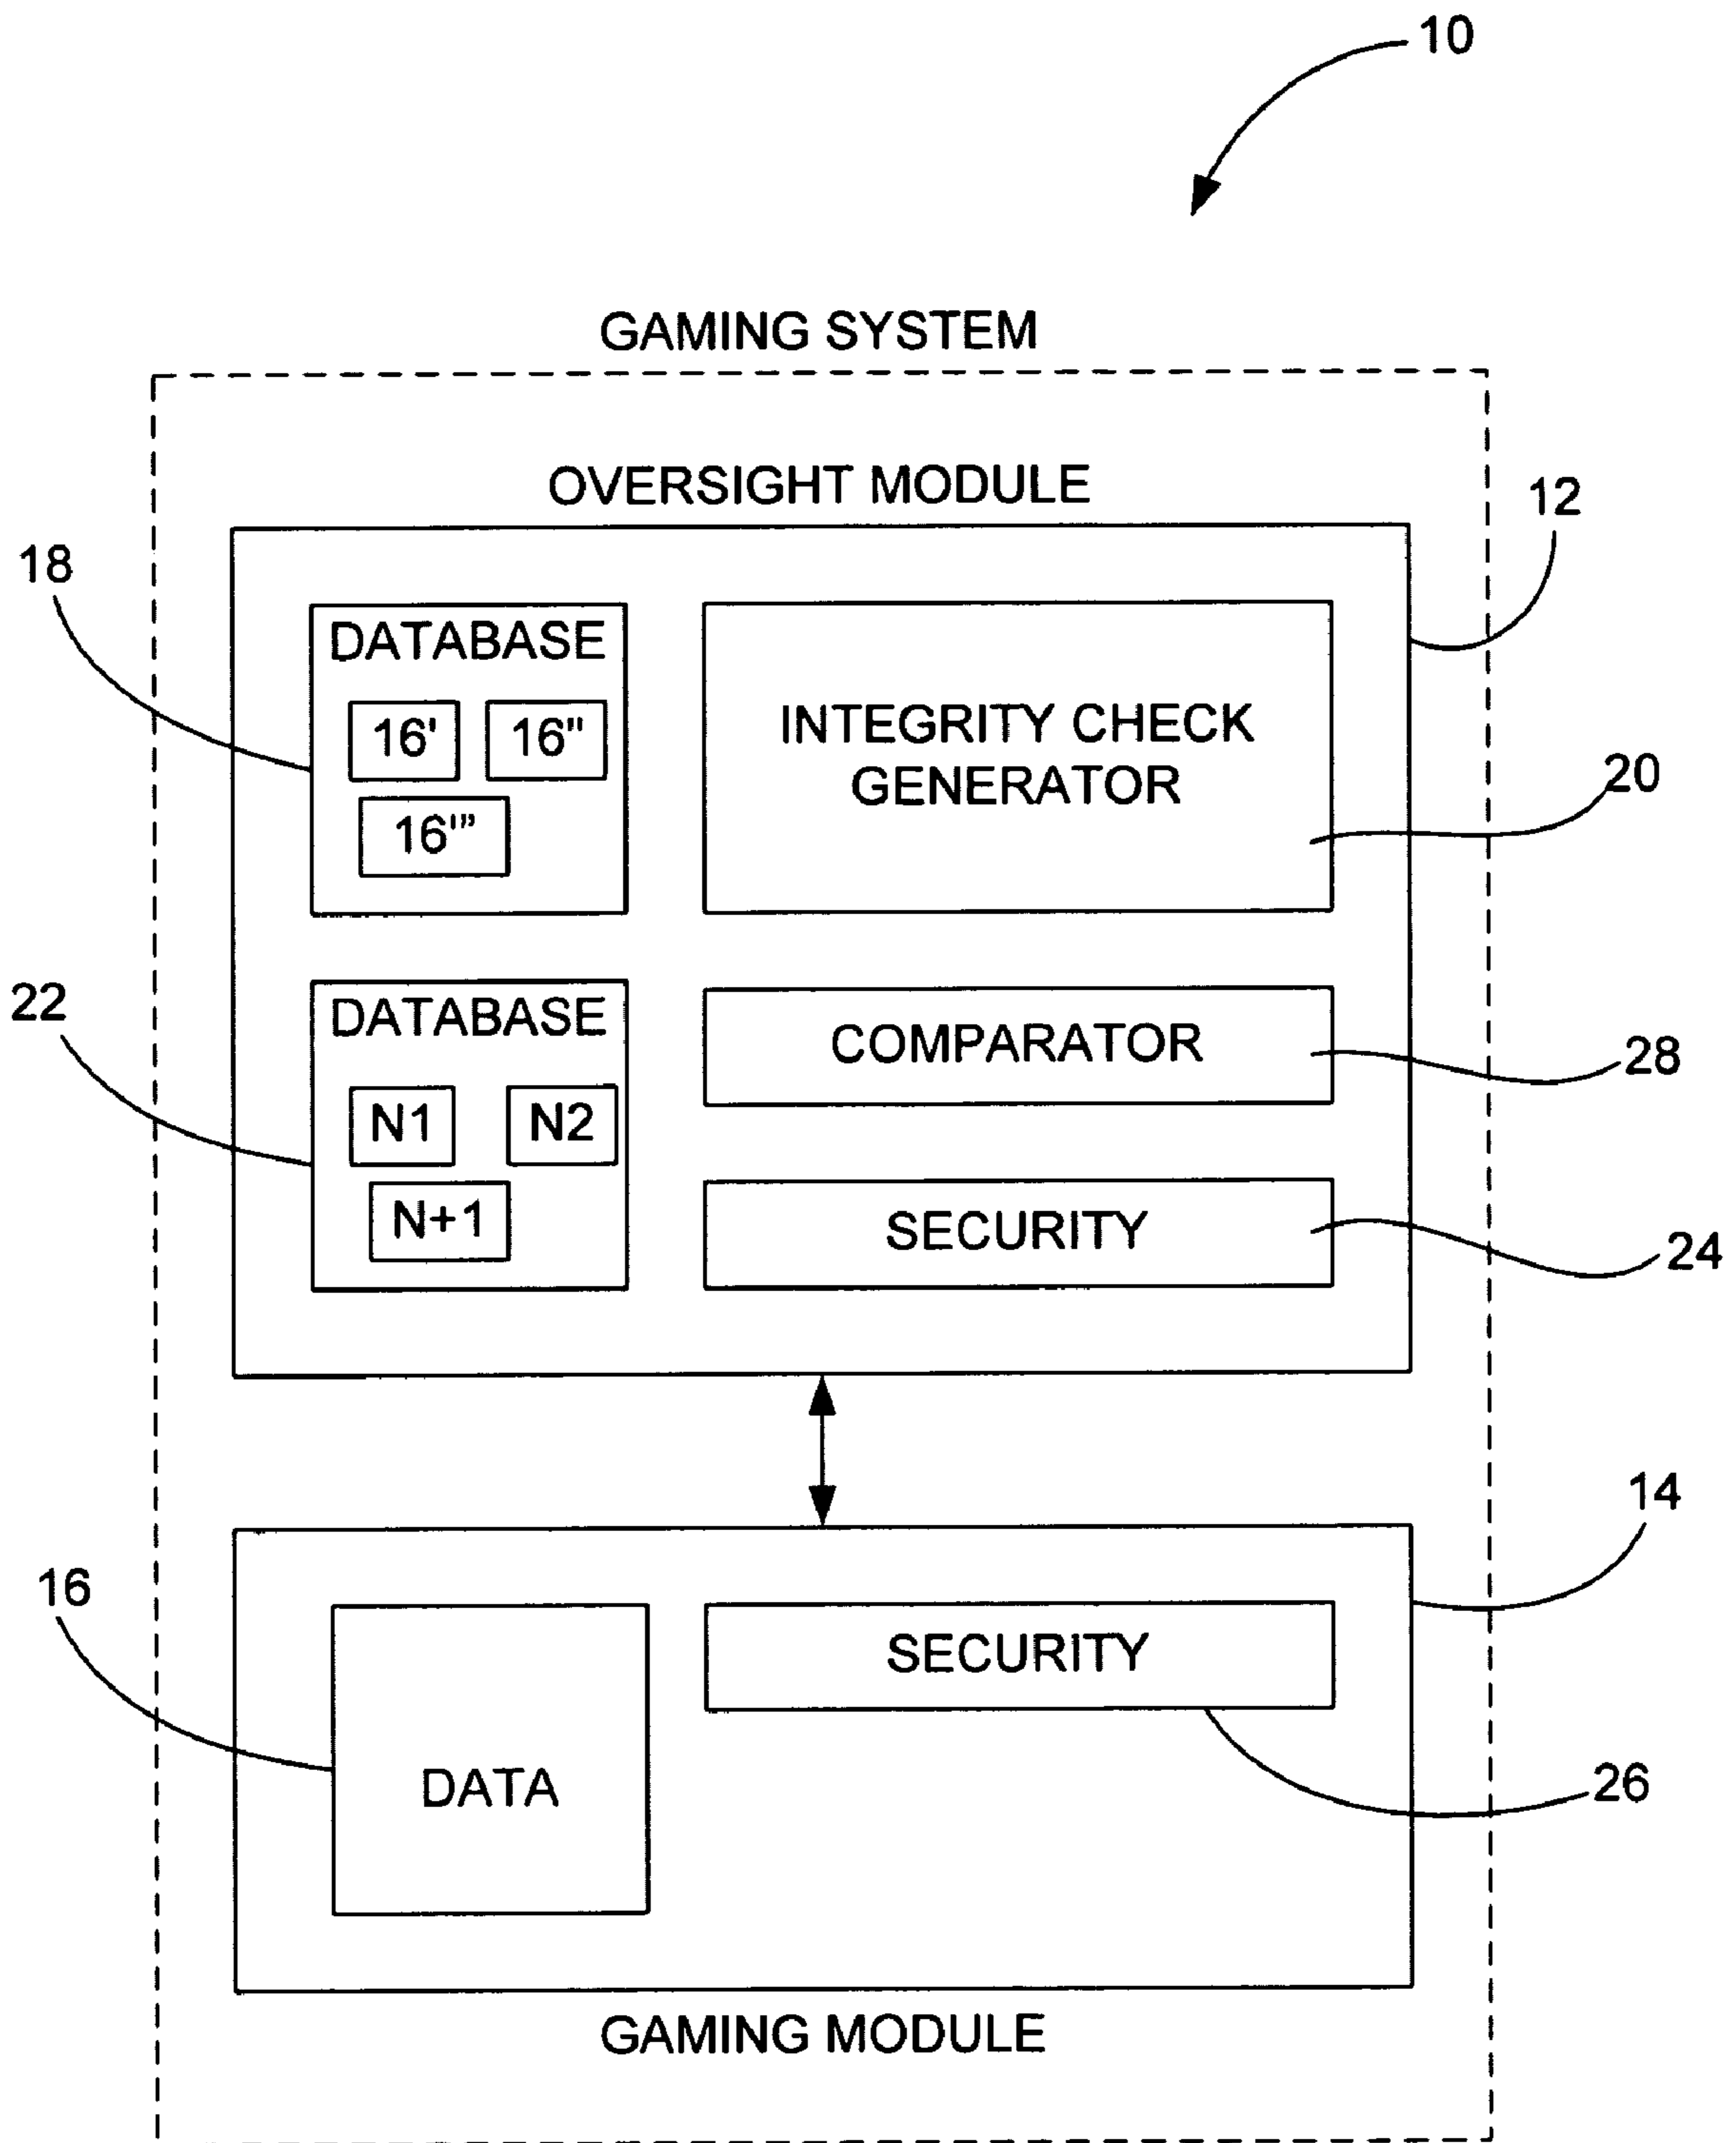 10
GAMING SYSTEM
OVERSIGHT MODULE
12
18
DATABASE
16' 16"
16'"
INTEGRITY CHECK
GENERATOR
20
22
DATABASE
N1 N2
N+1
COMPARATOR
28
SECURITY
24
14
16
DATA
SECURITY
26
GAMING MODULE